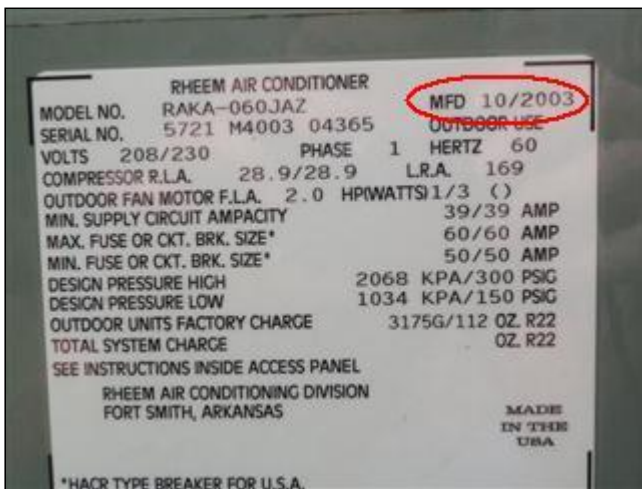 RHEEM AIR CONDITIONER
MODEL NO. RAKA-060JAZ MFD 10/2003
SERIAL NO. 5721 M4003 04365 OUTDOOR USE
VOLTS 208/230 PHASE 1 HERTZ 60
COMPRESSOR R.L.A. 28.9/28.9 L.R.A. 169
OUTDOOR FAN MOTOR F.L.A. 2.0 HP(WATTS) 1/3 ()
MIN. SUPPLY CIRCUIT AMPACITY 39/39 AMP
MAX. FUSE OR CKT. BRK. SIZE* 60/60 AMP
MIN. FUSE OR CKT. BRK. SIZE* 50/50 AMP
DESIGN PRESSURE HIGH 2068 KPA/300 PSIG
DESIGN PRESSURE LOW 1034 KPA/150 PSIG
OUTDOOR UNITS FACTORY CHARGE 3175G/112 OZ. R22
TOTAL SYSTEM CHARGE OZ. R22
SEE INSTRUCTIONS INSIDE ACCESS PANEL
RHEEM AIR CONDITIONING DIVISION
FORT SMITH, ARKANSAS
MADE
IN THE
USA
*HACR TYPE BREAKER FOR U.S.A.